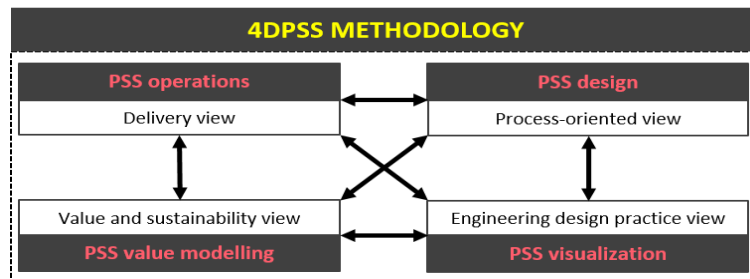 4DPSS METHODOLOGY
PSS operations
Delivery view
PSS design
Process-oriented view
Value and sustainability view
PSS value modelling
Engineering design practice view
PSS visualization